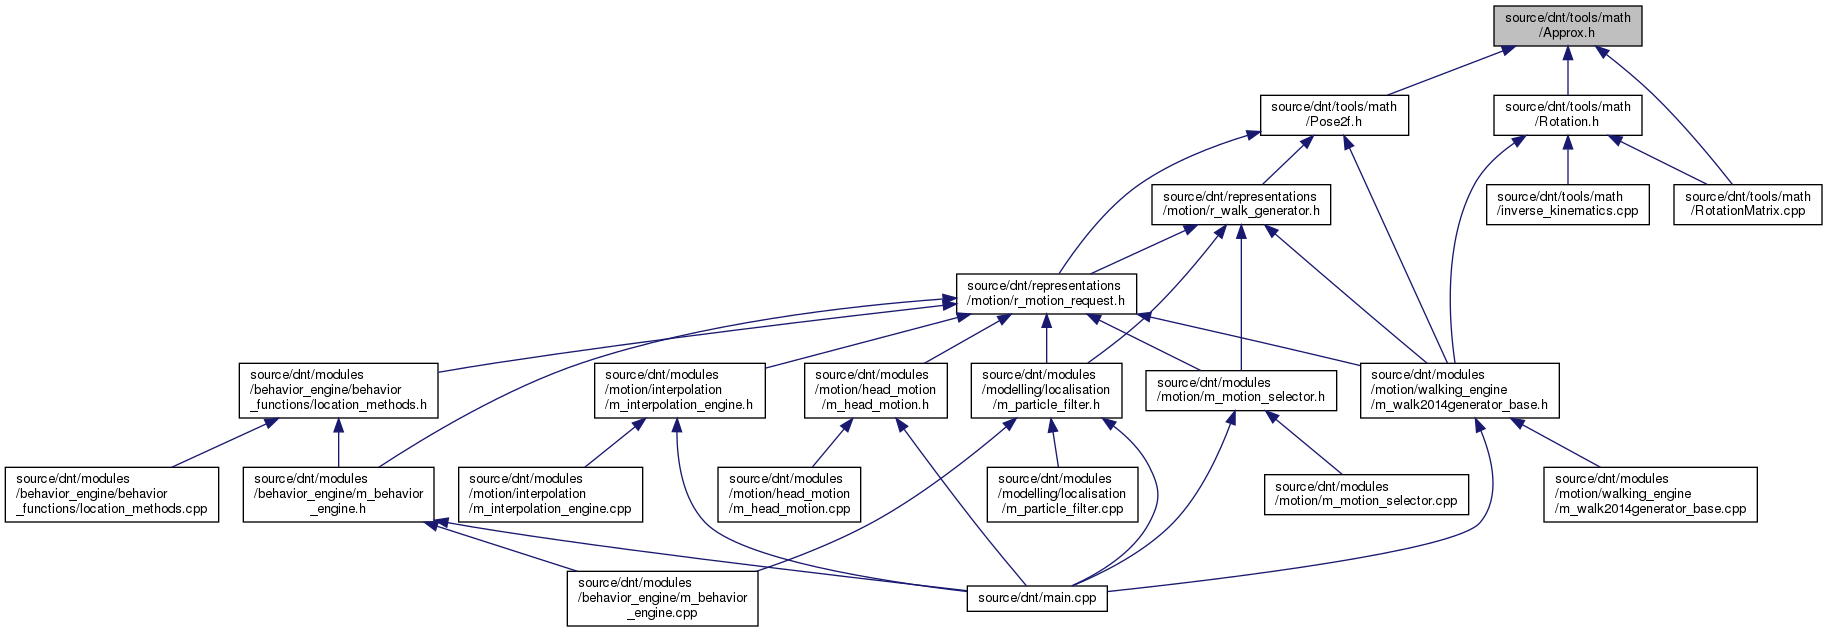 source/dnt/tools/math
/Approx.h
source/dnt/tools/math
/Pose2f.h
source/dnt/tools/math
/Rotation.h
source/dnt/representations
/motion/r_walk_generator.h
source/dnt/tools/math
/inverse_kinematics.cpp
source/dnt/tools/math
/RotationMatrix.cpp
source/dnt/representations
/motion/r_motion_request.h
source/dnt/modules
/behavior_engine/behavior
_functions/location_methods.h
source/dnt/modules
/motion/interpolation
/m_interpolation_engine.h
source/dnt/modules
/motion/head_motion
/m_head_motion.h
source/dnt/modules
/modelling/localisation
/m_particle_filter.h
source/dnt/modules
/motion/m_motion_selector.h
source/dnt/modules
/motion/walking_engine
/m_walk2014generator_base.h
source/dnt/modules
/behavior_engine/behavior
_functions/location_methods.cpp
source/dnt/modules
/behavior_engine/m_behavior
_engine.h
source/dnt/modules
/motion/interpolation
/m_interpolation_engine.cpp
source/dnt/modules
/motion/head_motion
/m_head_motion.cpp
source/dnt/modules
/modelling/localisation
/m_particle_filter.cpp
source/dnt/modules
/motion/m_motion_selector.cpp
source/dnt/modules
/motion/walking_engine
/m_walk2014generator_base.cpp
source/dnt/modules
/behavior_engine/m_behavior
_engine.cpp
source/dnt/main.cpp